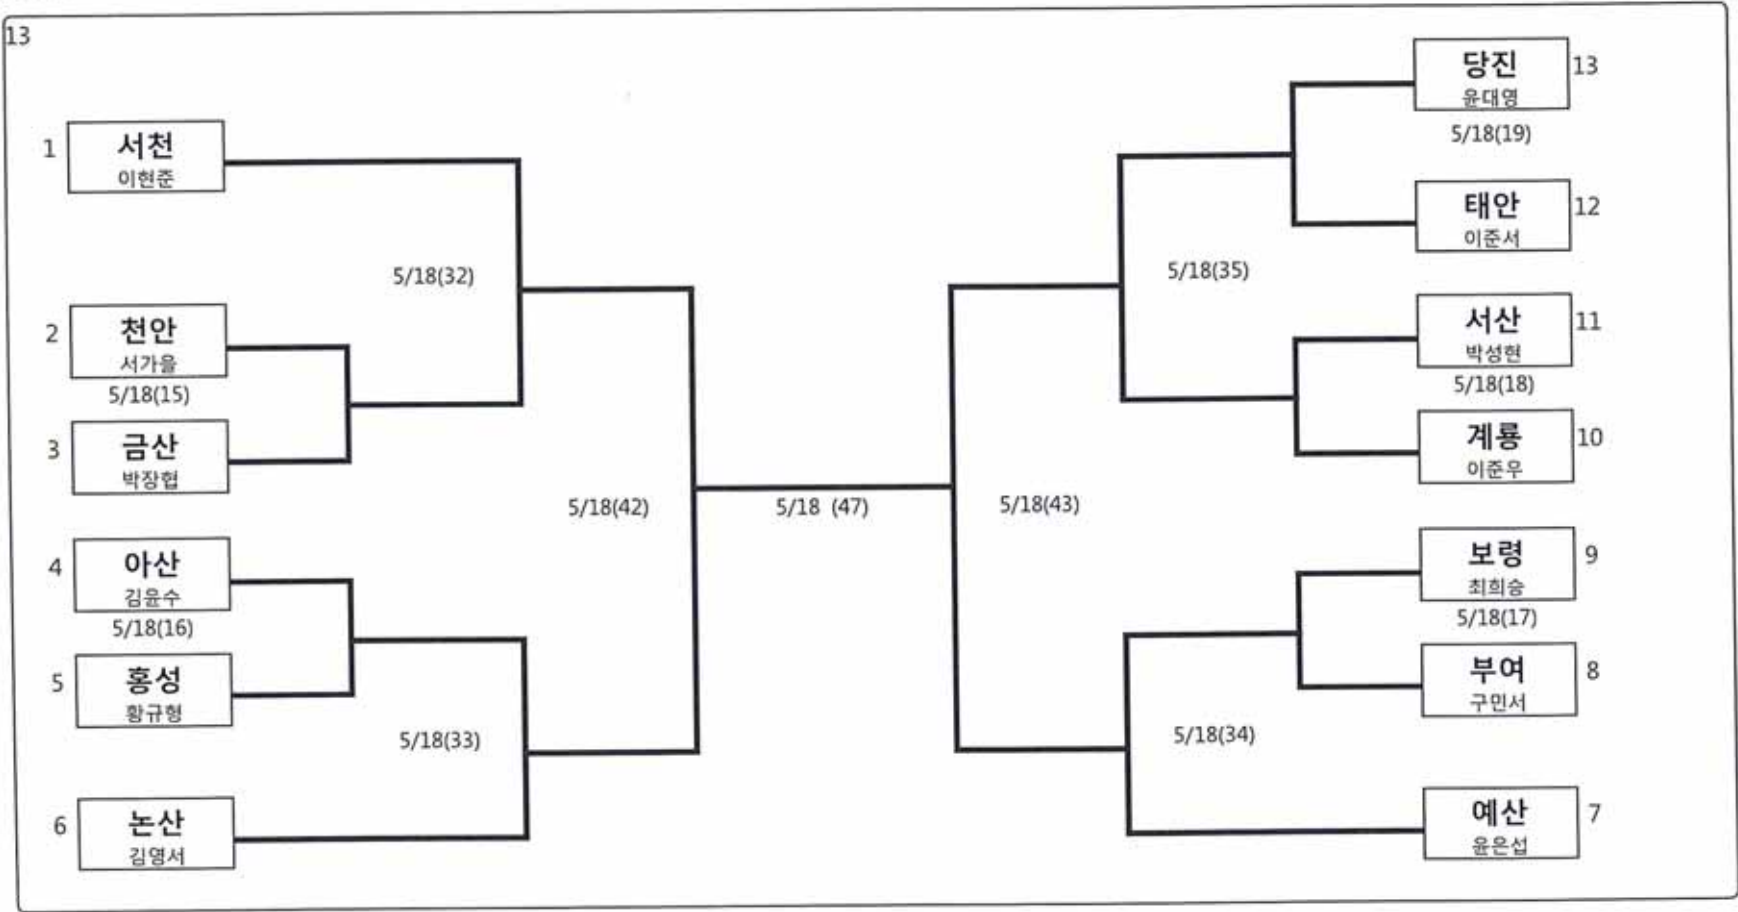 13
1
서천
이현준
5/18(32)
2
천안
서가을
5/18(15)
3
금산
박장협
5/18(42)
4
아산
김윤수
5/18(16)
5
홍성
황규형
5/18(33)
6
논산
김영서
5/18 (47)
당진
13
윤대영
5/18(19)
태안
12
이준서
5/18(35)
서산
11
박성현
5/18(18)
계룡
10
이준우
5/18(43)
보령
9
최희승
5/18(17)
부여
8
구민서
5/18(34)
예산
7
윤은섭